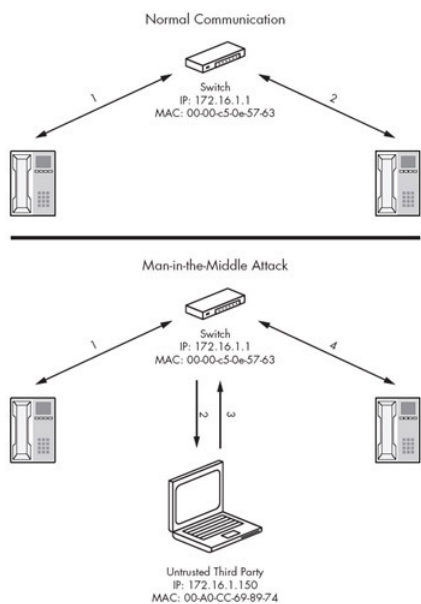 Normal Communication
1
2
Switch
IP: 172.16.1.1
MAC: 00-00-c5-0e-57-63
Man-in-the-Middle Attack
1
4
Switch
IP: 172.16.1.1
MAC: 00-00-c5-0e-57-63
2
3
Untrusted Third Party
IP: 172.16.1.150
MAC: 00-A0-CC-69-89-74